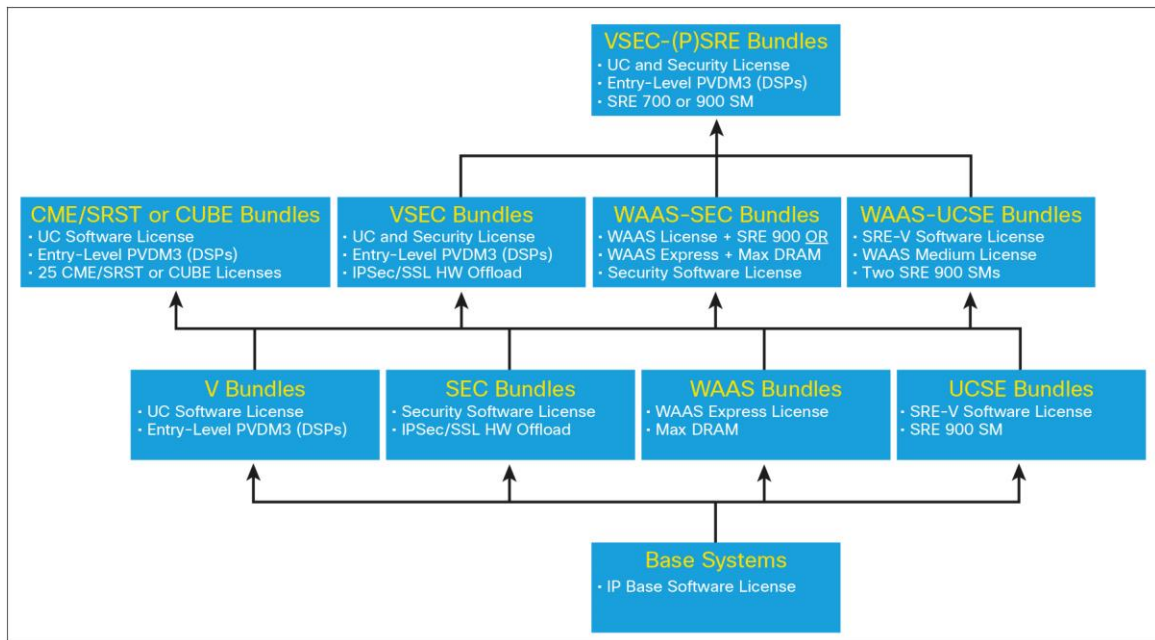 VSEC-(P)SRE Bundles
• UC and Security License
• Entry-Level PVDM3 (DSPs)
• SRE 700 or 900 SM
CME/SRST or CUBE Bundles
• UC Software License
• Entry-Level PVDM3 (DSPs)
• 25 CME/SRST or CUBE Licenses
VSEC Bundles
• UC and Security License
• Entry-Level PVDM3 (DSPs)
• IPSec/SSL HW Offload
WAAS-SEC Bundles
• WAAS License + SRE 900 OR
• WAAS Express + Max DRAM
• Security Software License
WAAS-UCSE Bundles
• SRE-V Software License
• WAAS Medium License
• Two SRE 900 SMs
V Bundles
• UC Software License
• Entry-Level PVDM3 (DSPs)
SEC Bundles
• Security Software License
• IPSec/SSL HW Offload
WAAS Bundles
• WAAS Express License
• Max DRAM
UCSE Bundles
• SRE-V Software License
• SRE 900 SM
Base Systems
• IP Base Software License